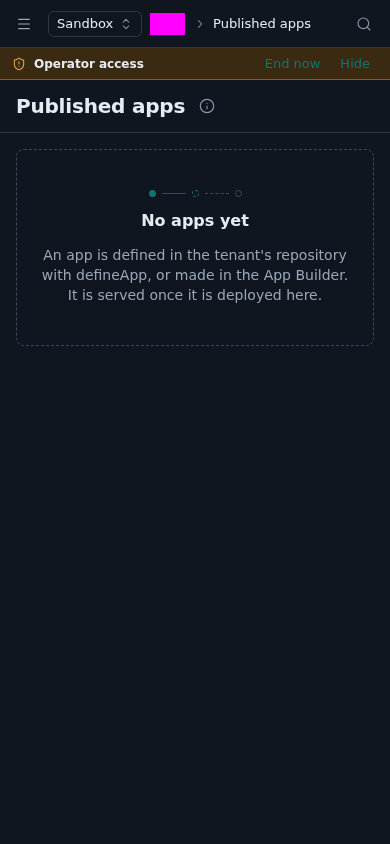 Sandbox
Published apps
Operator access
End now
Hide
Published apps
No apps yet
An app is defined in the tenant's repository
with defineApp, or made in the App Builder.
It is served once it is deployed here.